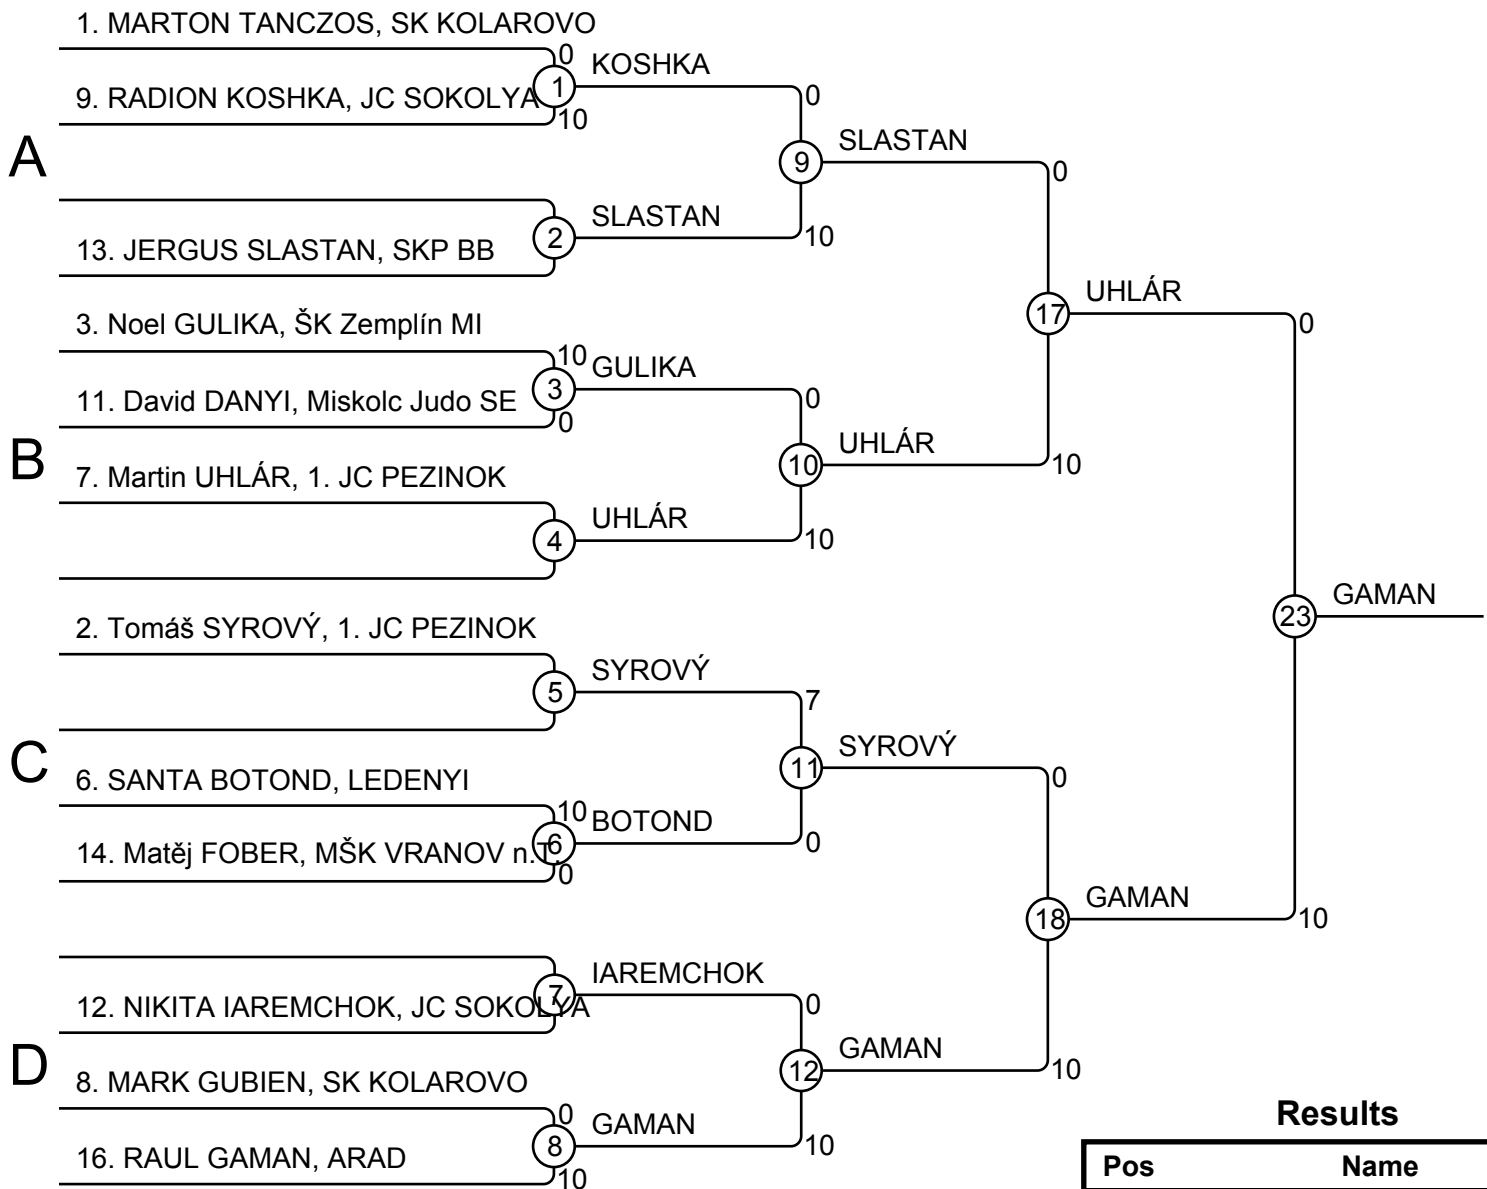 1. MARTON TANCZOS, SK KOLAROVO
0
KOSHKA
1
9. RADION KOSHKA, JC SOKOLYA
10
0
A
SLASTAN
9
0
SLASTAN
2
10
13. JERGUS SLASTAN, SKP BB
UHLÁR
17
0
3. Noel GULIKA, ŠK Zemplín MI
10
GULIKA
3
11. David DANYI, Miskolc Judo SE
0
0
B
UHLÁR
10
10
7. Martin UHLÁR, 1. JC PEZINOK
UHLÁR
4
10
GAMAN
23
2. Tomáš SYROVÝ, 1. JC PEZINOK
SYROVÝ
5
7
C
SYROVÝ
11
0
6. SANTA BOTOND, LEDENYI
10
BOTOND
6
0
14. Matěj FOBER, MŠK VRANOV n.T.
0
GAMAN
18
10
IAREMCHOK
7
0
12. NIKITA IAREMCHOK, JC SOKOLYA
D
GAMAN
12
10
8. MARK GUBIEN, SK KOLAROVO
0
GAMAN
8
10
16. RAUL GAMAN, ARAD
10
Results
Pos Name